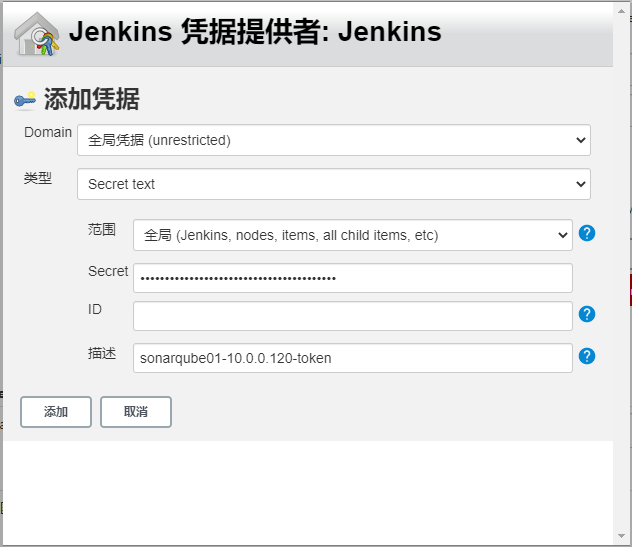 Jenkins 凭据提供者: Jenkins
添加凭据
Domain 全局凭据 (unrestricted)
类型 Secret text
范围 全局 (Jenkins, nodes, items, all child items, etc)
Secret ••••••••••••••••••••••••••••••••••••••••
ID
描述 sonarqube01-10.0.0.120-token
添加 取消